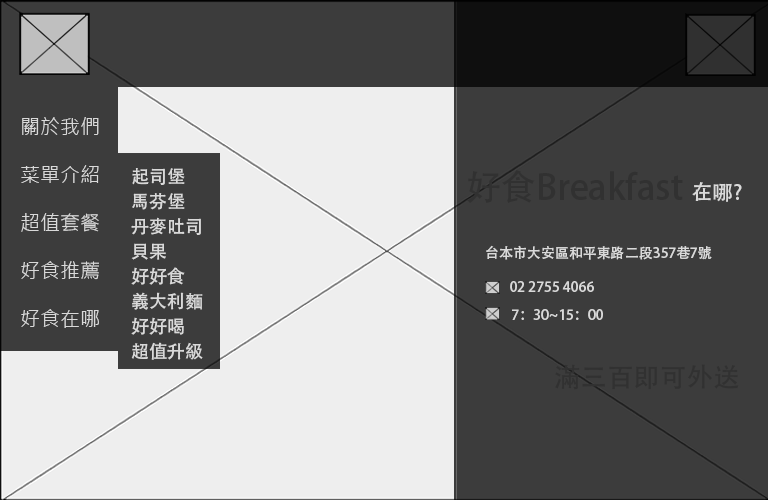 關於我們
菜單介紹
超值套餐
好食推薦
好食在哪
起司堡
馬芬堡
丹麥吐司
貝果
好好食
義大利麵
好好喝
超值升級
好食Breakfast 在哪?
台本市大安區和平東路二段357巷7號
02 2755 4066
7：30~15：00
滿三百即可外送